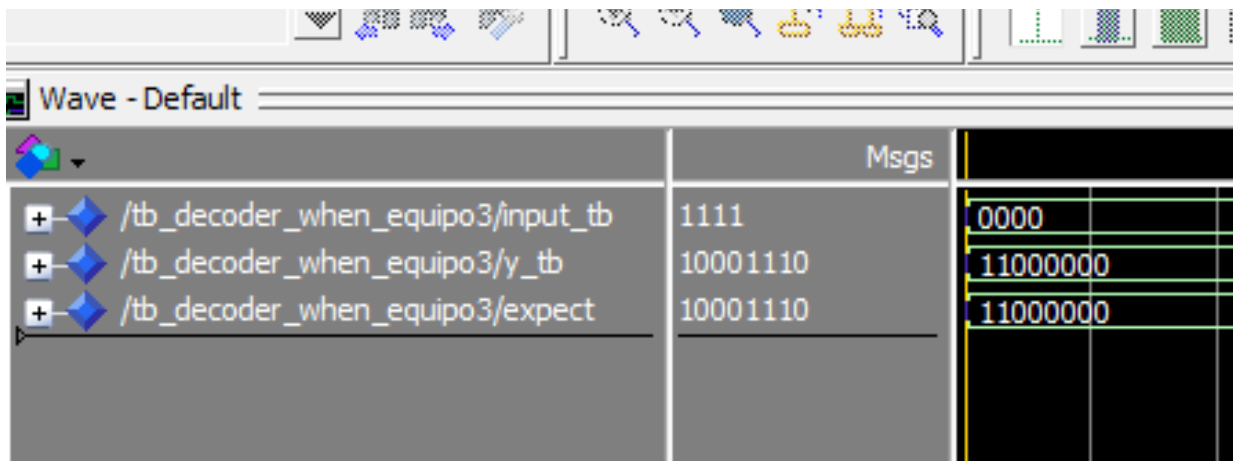 Wave - Default
Msgs
/tb_decoder_when_equipo3/input_tb 1111 0000
/tb_decoder_when_equipo3/y_tb 10001110 11000000
/tb_decoder_when_equipo3/expect 10001110 11000000